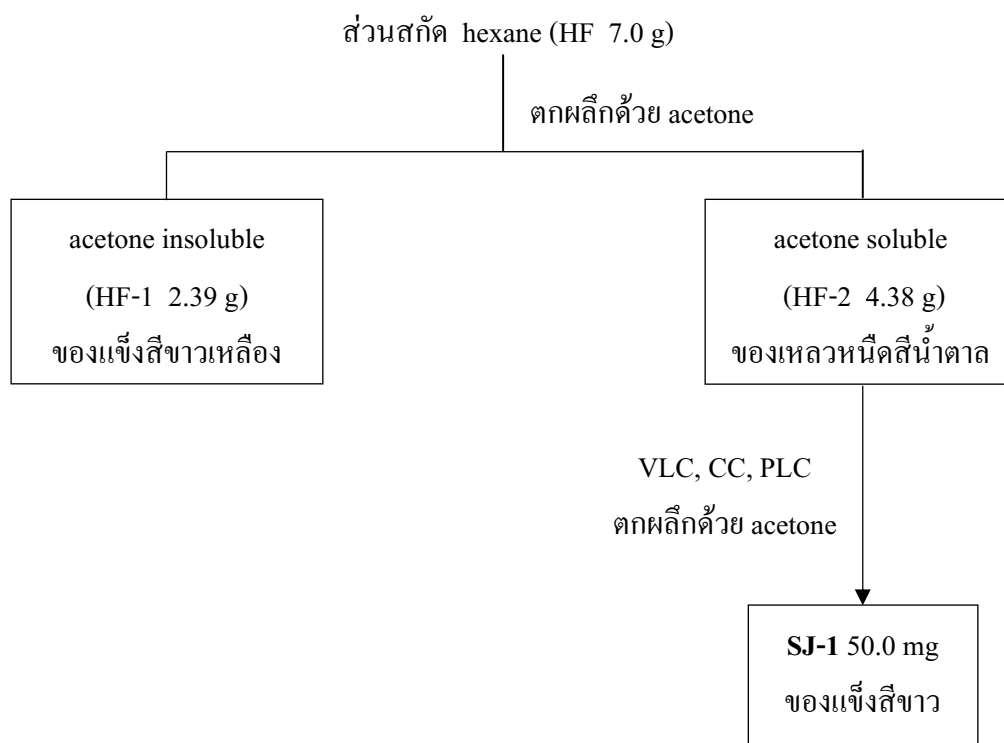 ส่วนสกัด hexane (HF 7.0 g)
ตกผลึกด้วย acetone
acetone insoluble
(HF-1 2.39 g)
ของแข็งสีขาวเหลือง
acetone soluble
(HF-2 4.38 g)
ของเหลวหนืดสีน้ำตาล
VLC, CC, PLC
ตกผลึกด้วย acetone
SJ-1 50.0 mg
ของแข็งสีขาว